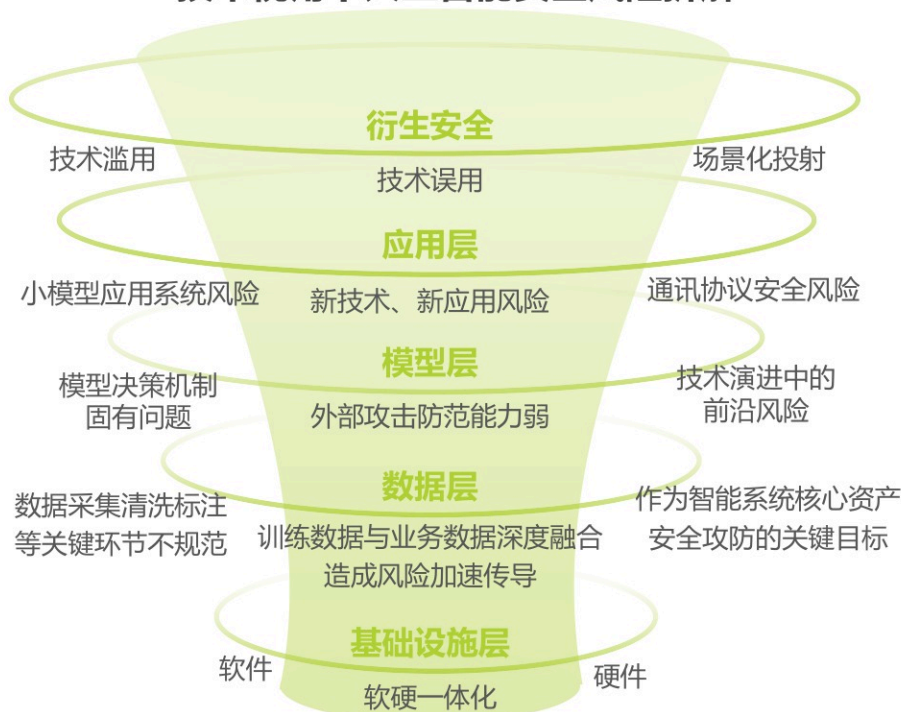 衍生安全
技术滥用
技术误用
场景化投射
应用层
小模型应用系统风险
新技术、新应用风险
通讯协议安全风险
模型层
模型决策机制
固有问题
外部攻击防范能力弱
技术演进中的
前沿风险
数据层
数据采集清洗标注
等关键环节不规范
训练数据与业务数据深度融合
造成风险加速传导
作为智能系统核心资产
安全攻防的关键目标
基础设施层
软件
软硬一体化
硬件